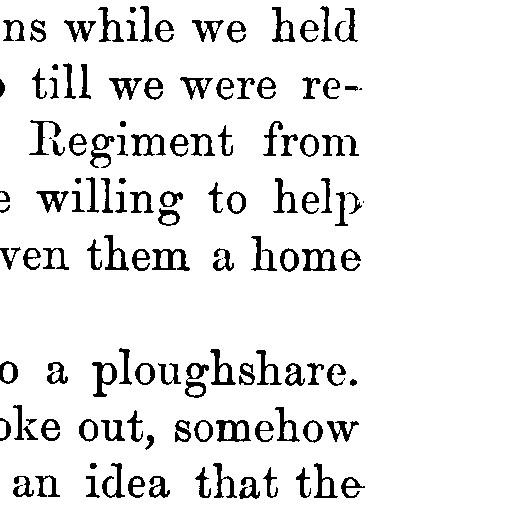 ns while we held
till we were re-
Regiment from
e willing to help
ven them a home
o a ploughshare.
oke out, somehow
an idea that the